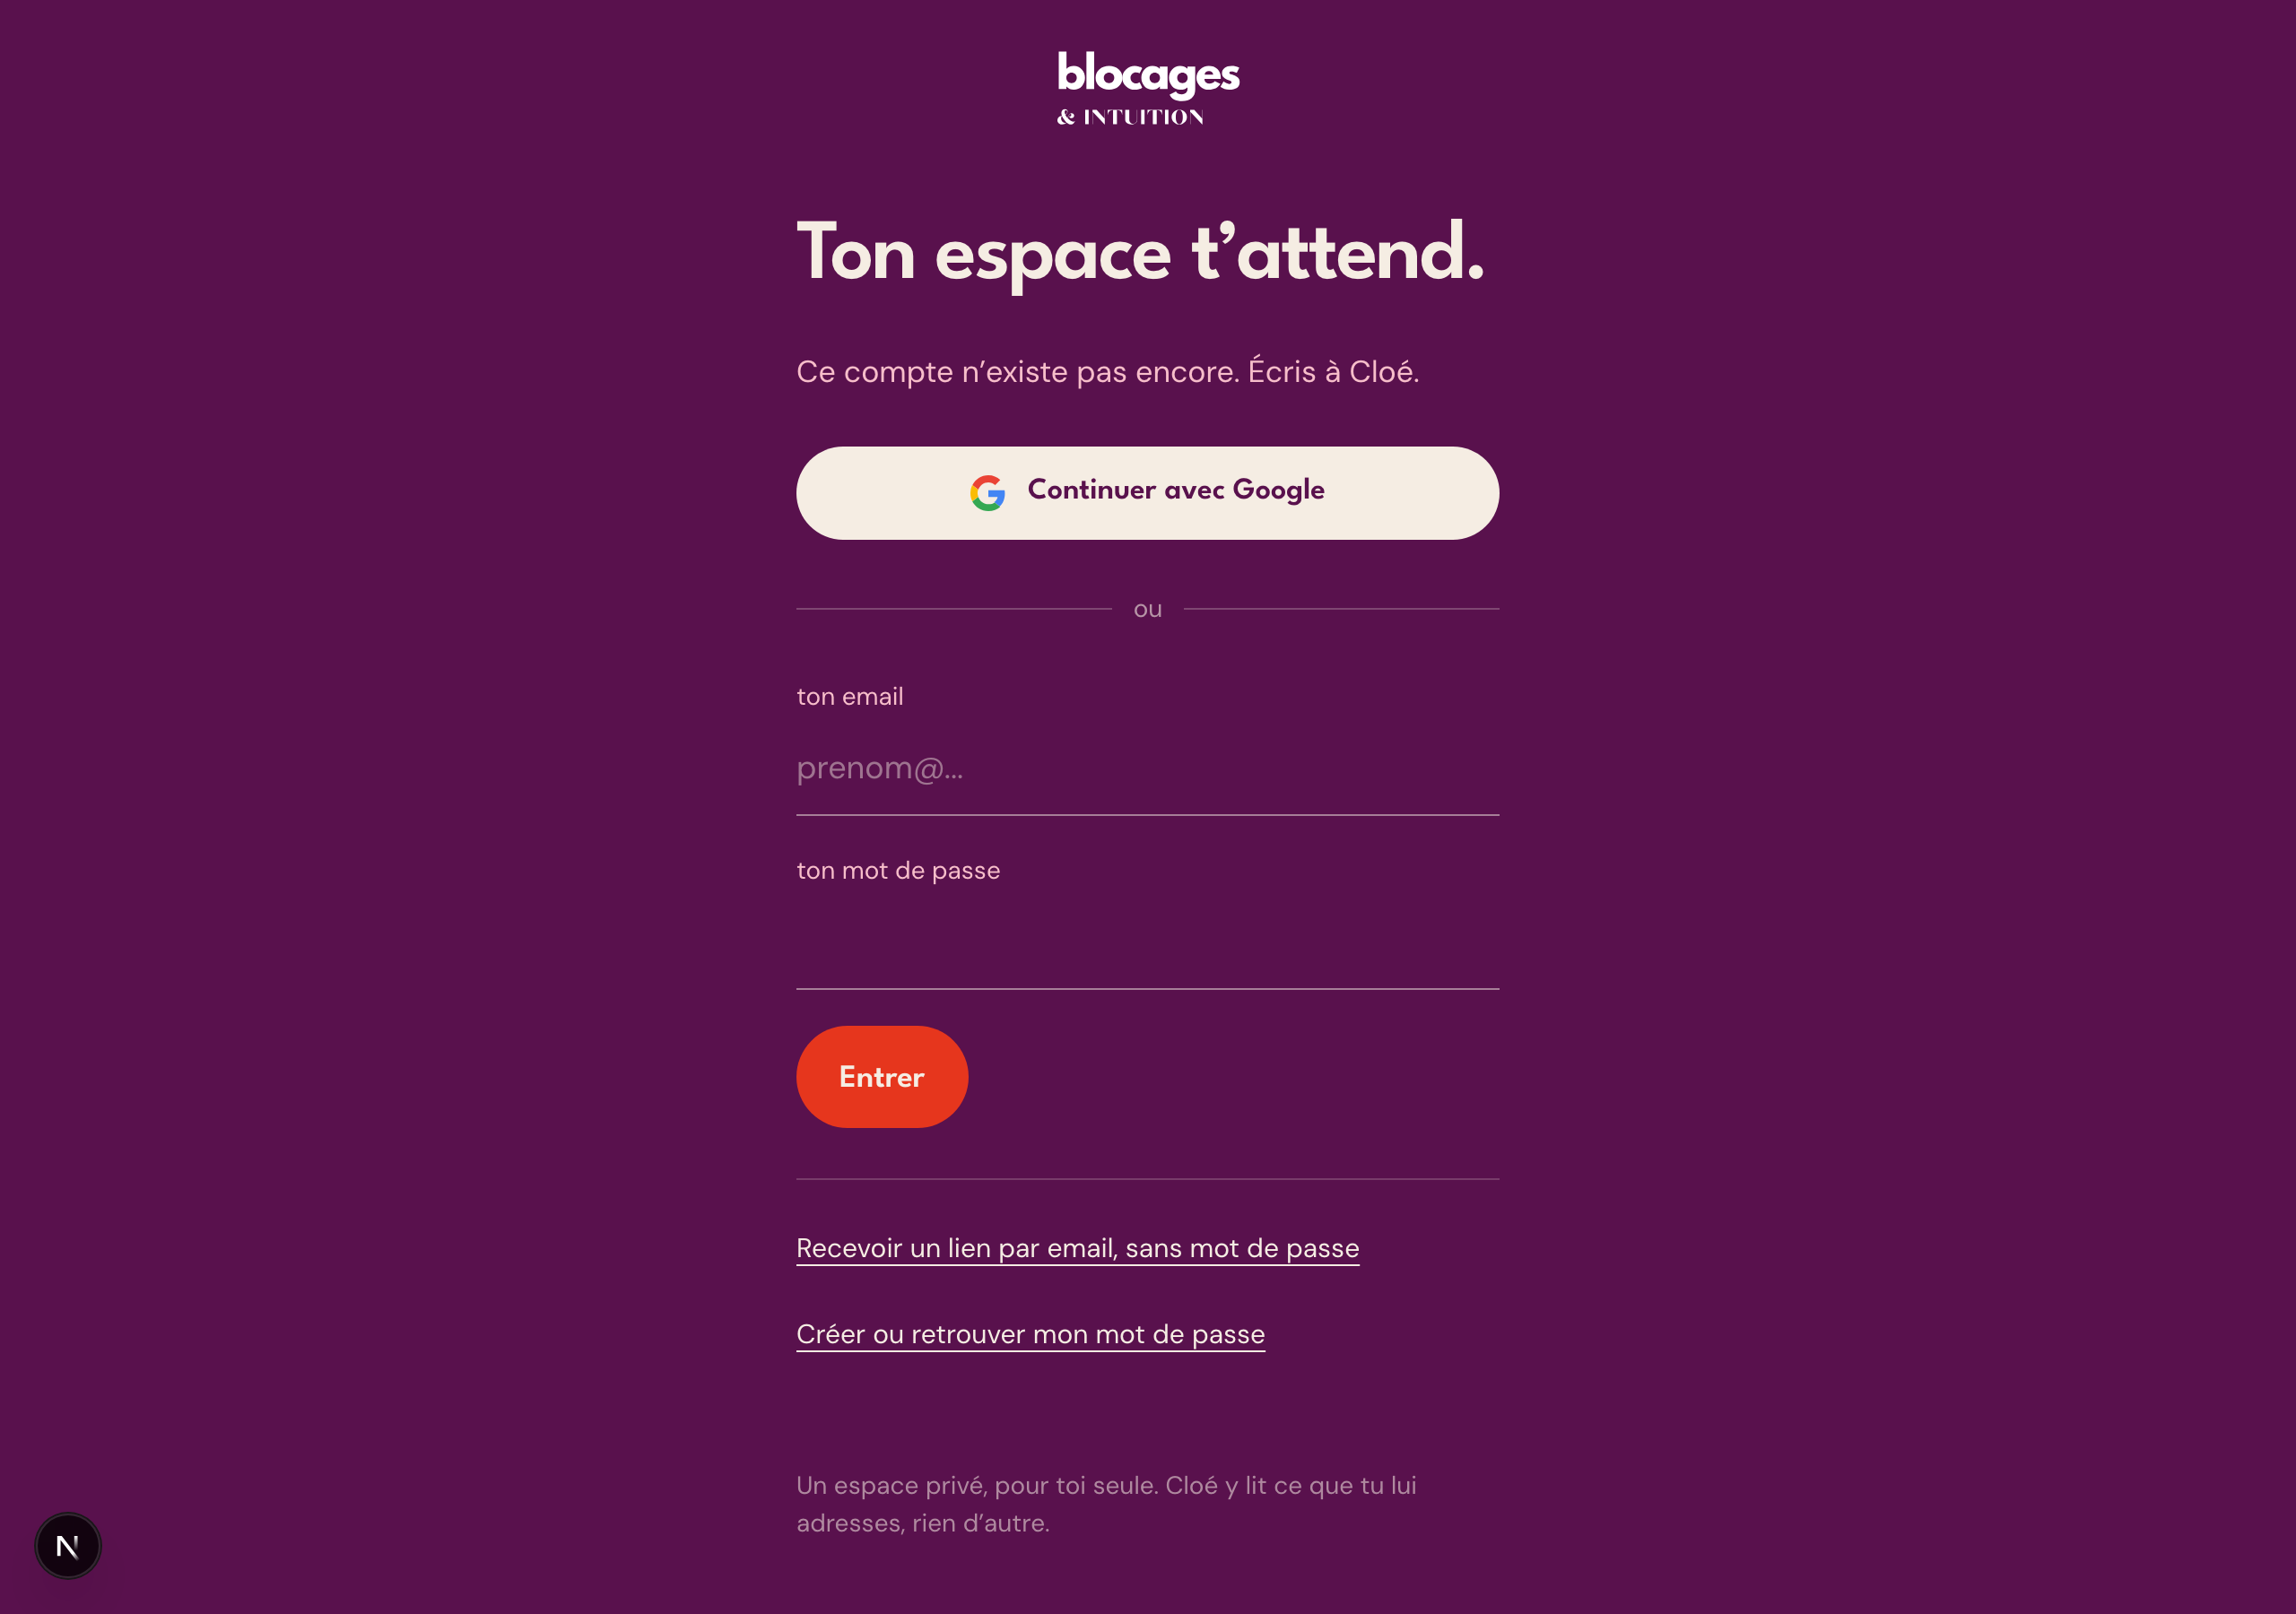 blocages
& INTUITION
Ton espace t’attend.
Ce compte n’existe pas encore. Écris à Cloé.
Continuer avec Google
ou
ton email
prenom@...
ton mot de passe
Entrer
Recevoir un lien par email, sans mot de passe
Créer ou retrouver mon mot de passe
Un espace privé, pour toi seule. Cloé y lit ce que tu lui
adresses, rien d’autre.
N